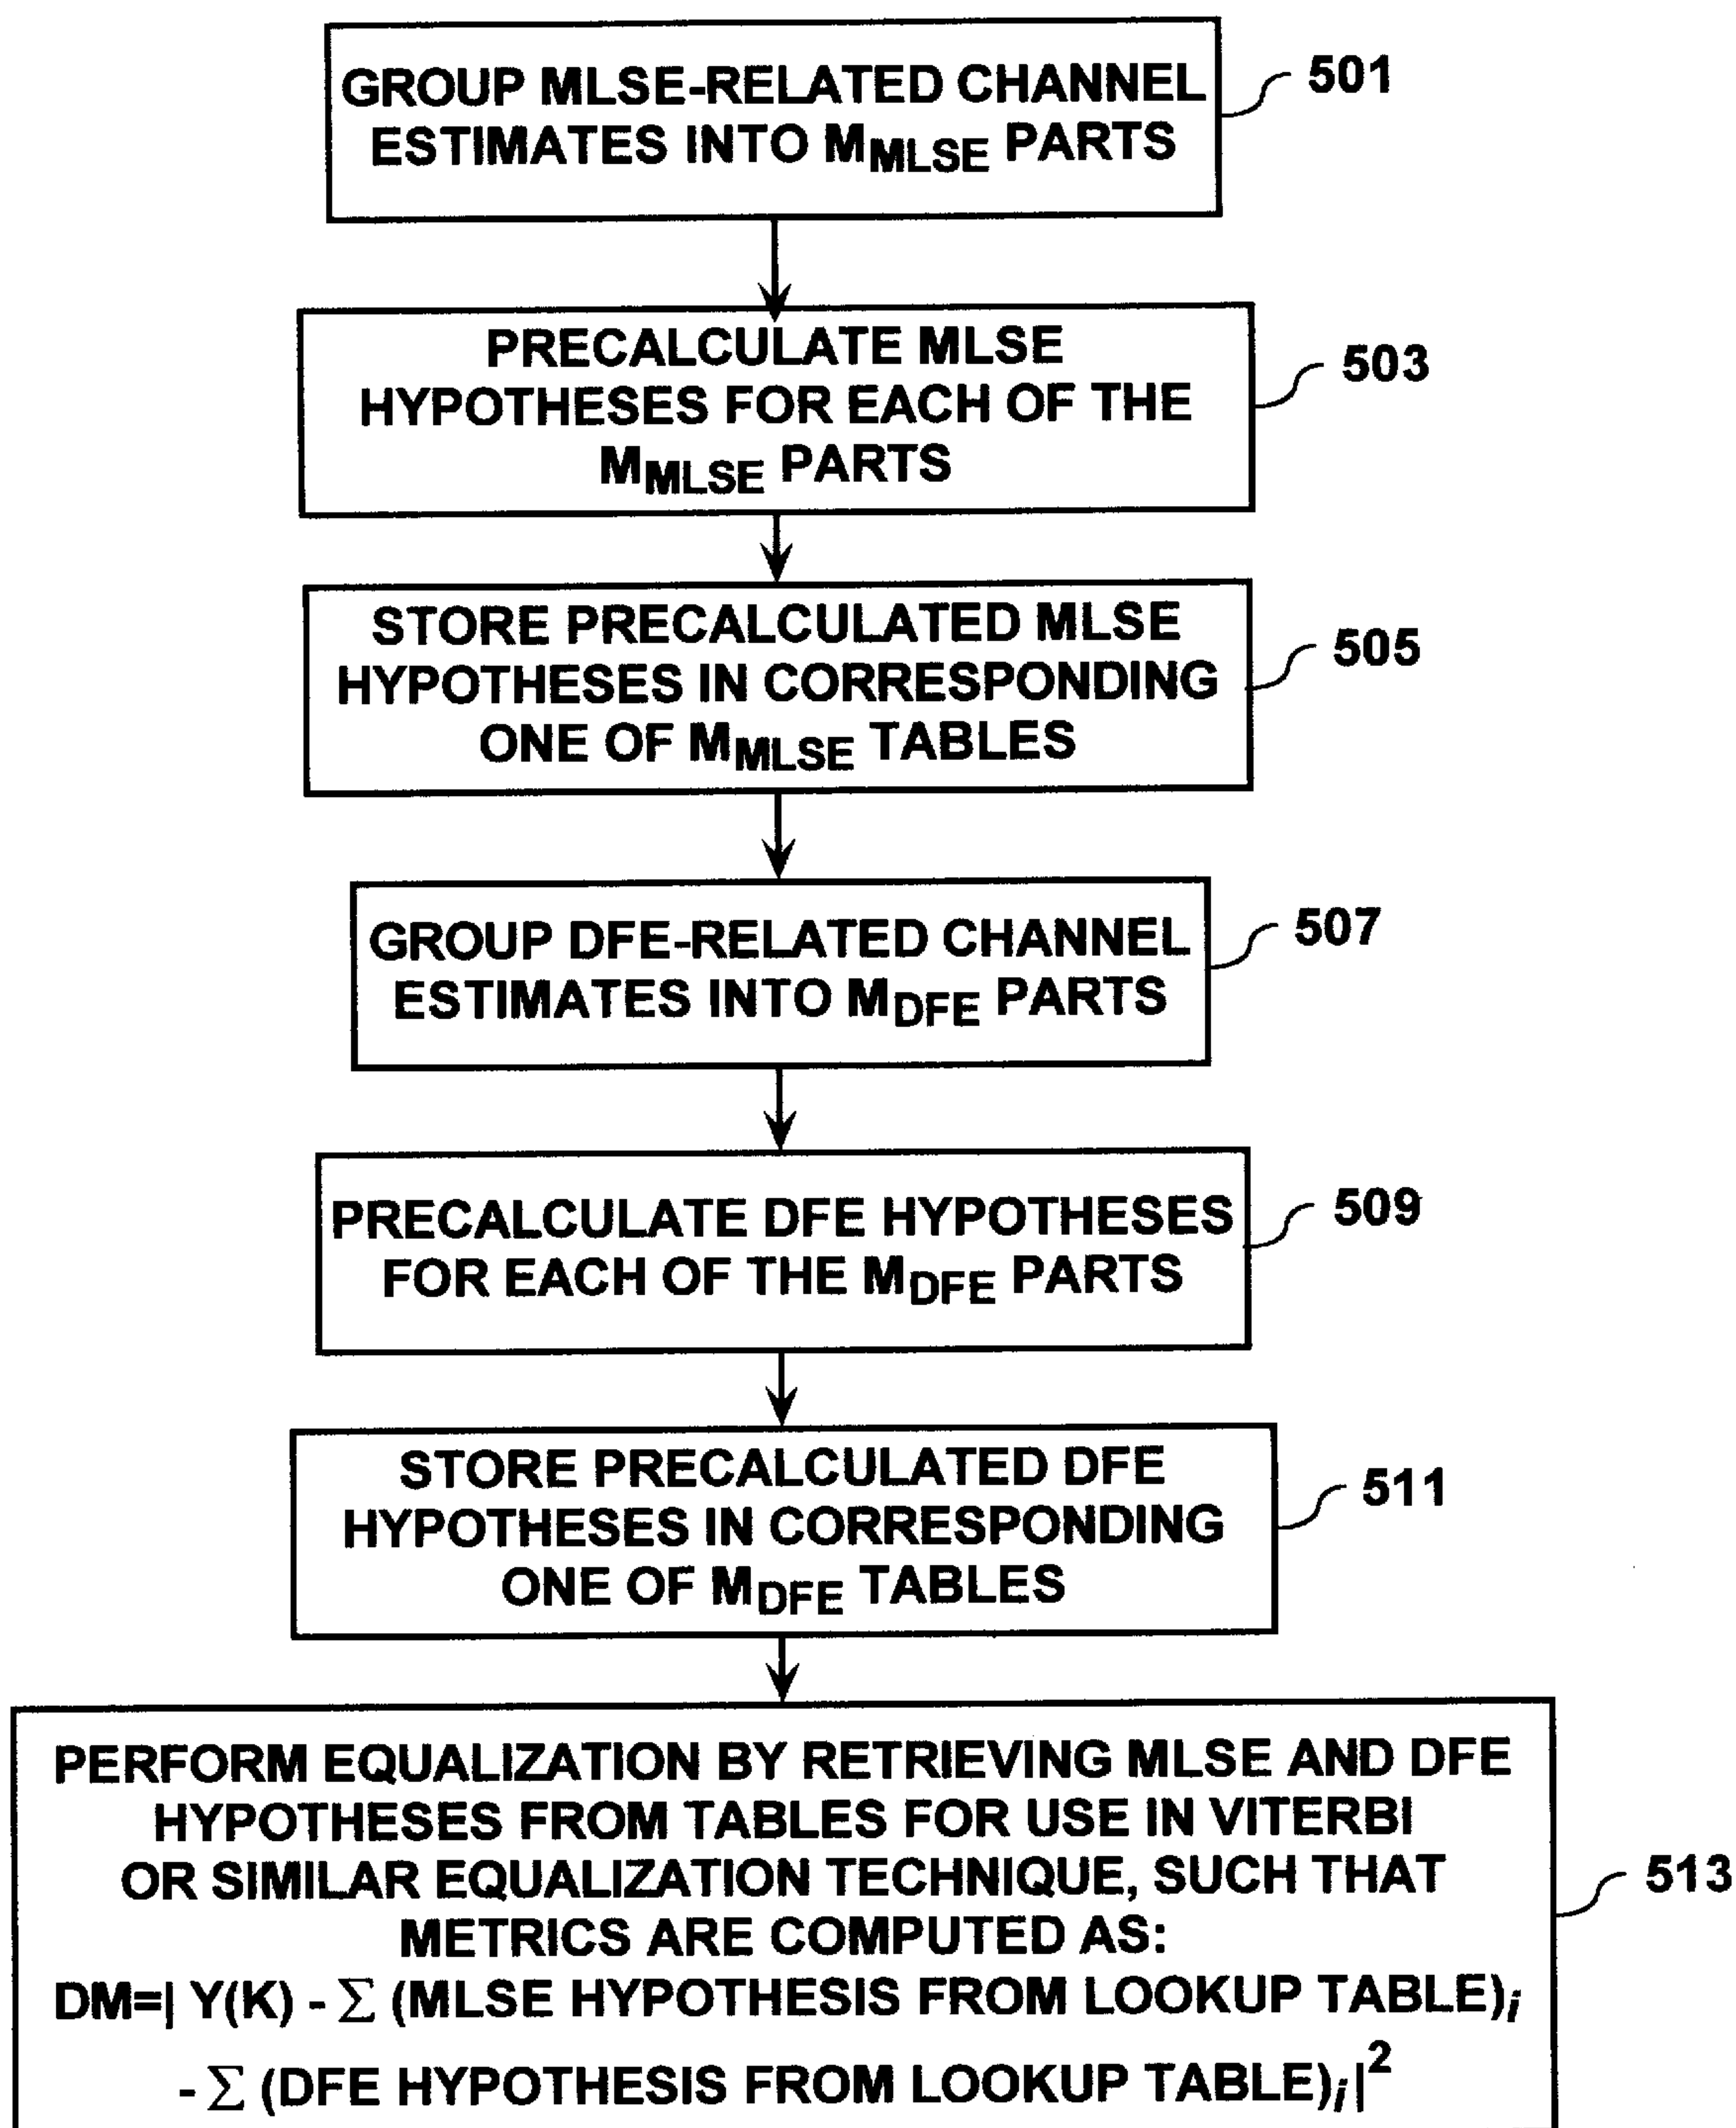 GROUP MLSE-RELATED CHANNEL
ESTIMATES INTO MMLSE PARTS
501
PRECALCULATE MLSE
HYPOTHESES FOR EACH OF THE
MMLSE PARTS
503
STORE PRECALCULATED MLSE
HYPOTHESES IN CORRESPONDING
ONE OF MMLSE TABLES
505
GROUP DFE-RELATED CHANNEL
ESTIMATES INTO MDFE PARTS
507
PRECALCULATE DFE HYPOTHESES
FOR EACH OF THE MDFE PARTS
509
STORE PRECALCULATED DFE
HYPOTHESES IN CORRESPONDING
ONE OF MDFE TABLES
511
PERFORM EQUALIZATION BY RETRIEVING MLSE AND DFE
HYPOTHESES FROM TABLES FOR USE IN VITERBI
OR SIMILAR EQUALIZATION TECHNIQUE, SUCH THAT
METRICS ARE COMPUTED AS:
DM=| Y(K) - Σ (MLSE HYPOTHESIS FROM LOOKUP TABLE)i
- Σ (DFE HYPOTHESIS FROM LOOKUP TABLE)i|2
513